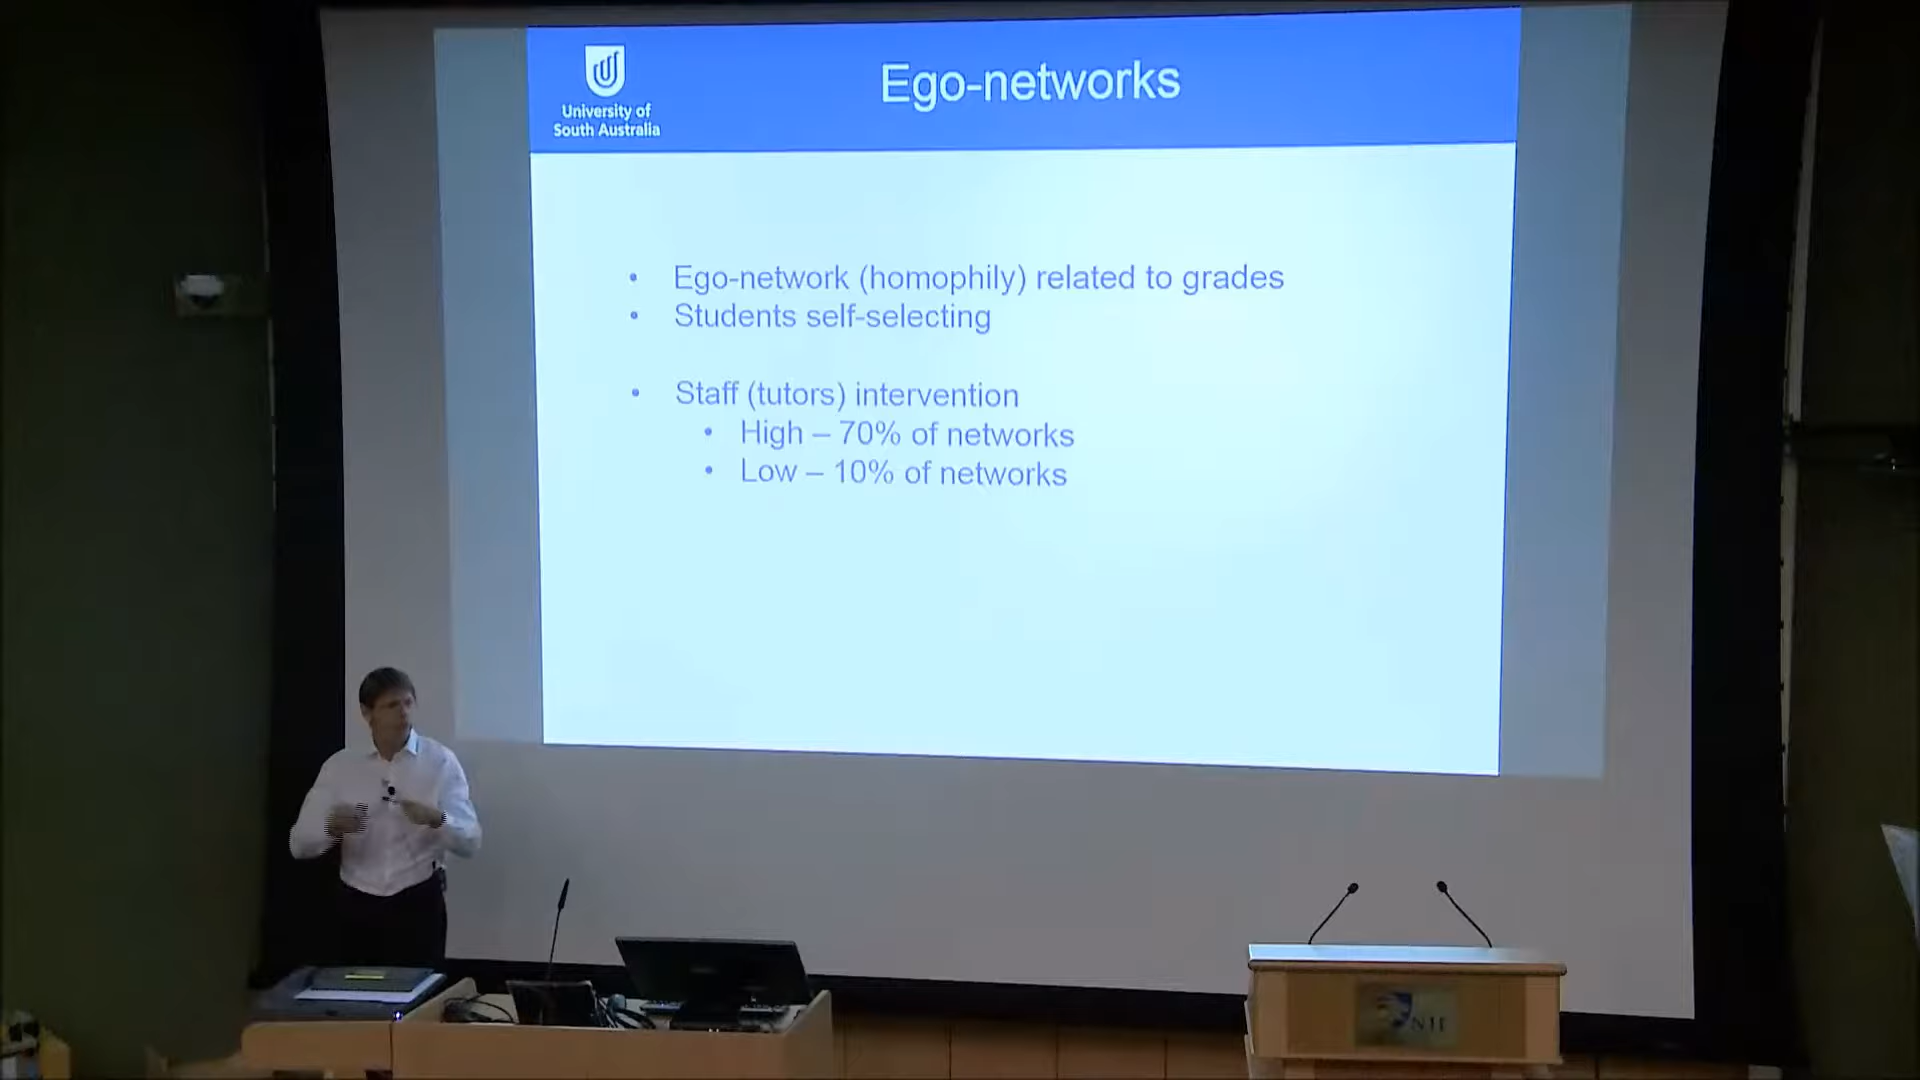 University of
South Australia
Ego-networks
• Ego-network (homophily) related to grades
• Students self-selecting
• Staff (tutors) intervention
• High – 70% of networks
• Low – 10% of networks